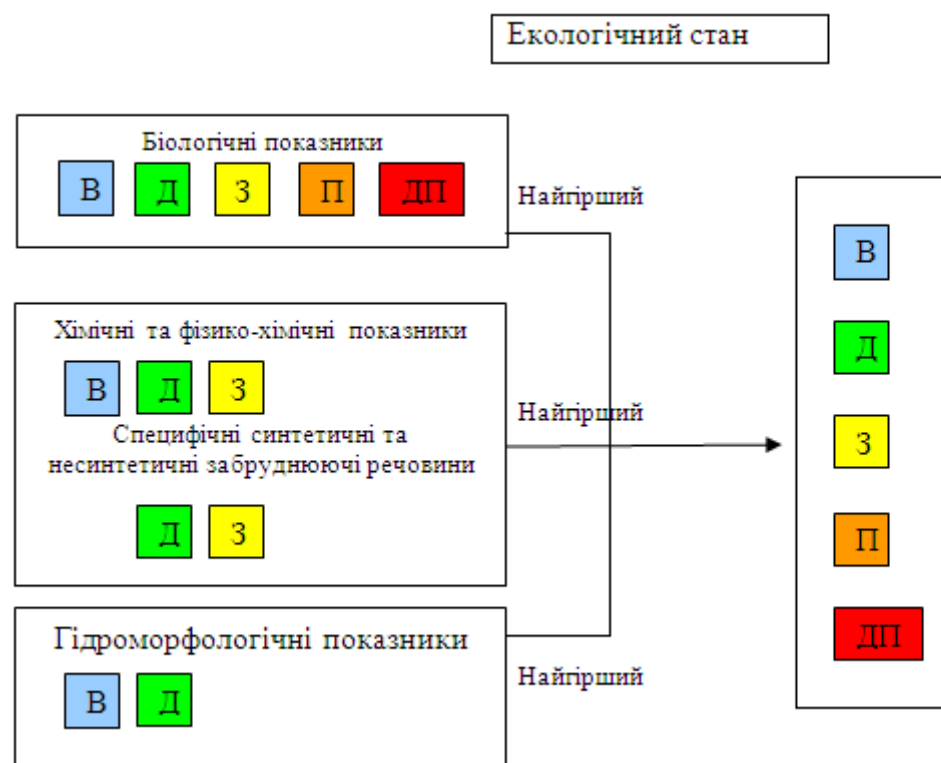 Екологічний стан
Біологічні показники
В Д З П ДП
Найгірший
Хімічні та фізико-хімічні показники
В Д З
Специфічні синтетичні та
несинтетичні забруднюючі речовини
Д З
Найгірший
Гідроморфологічні показники
В Д
Найгірший
В
Д
З
П
ДП